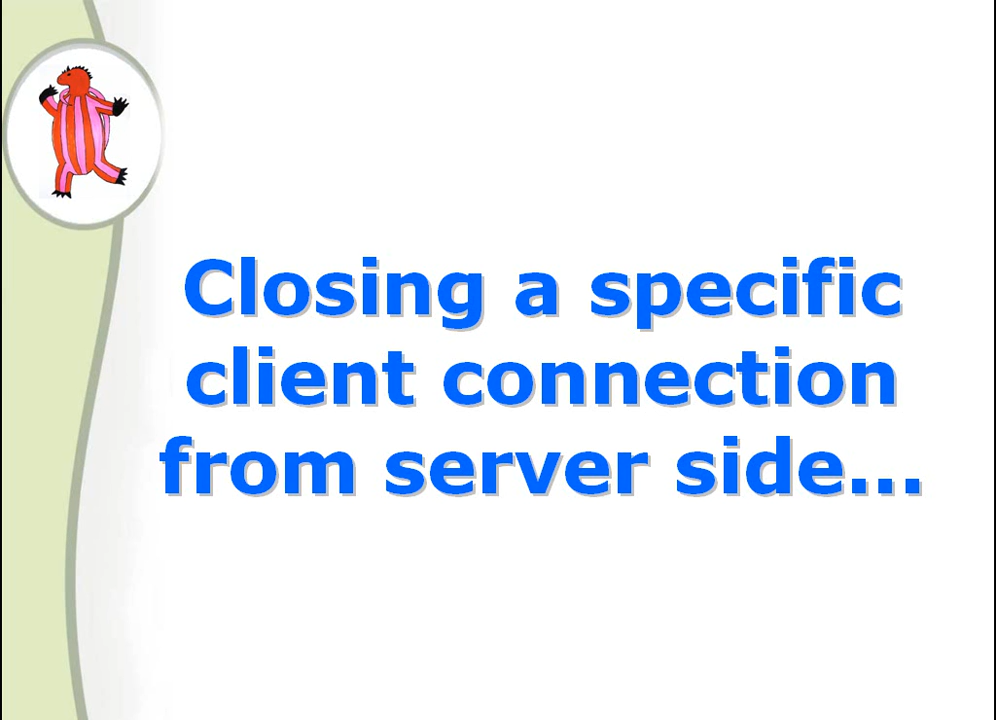 Closing a specific
client connection
from server side...